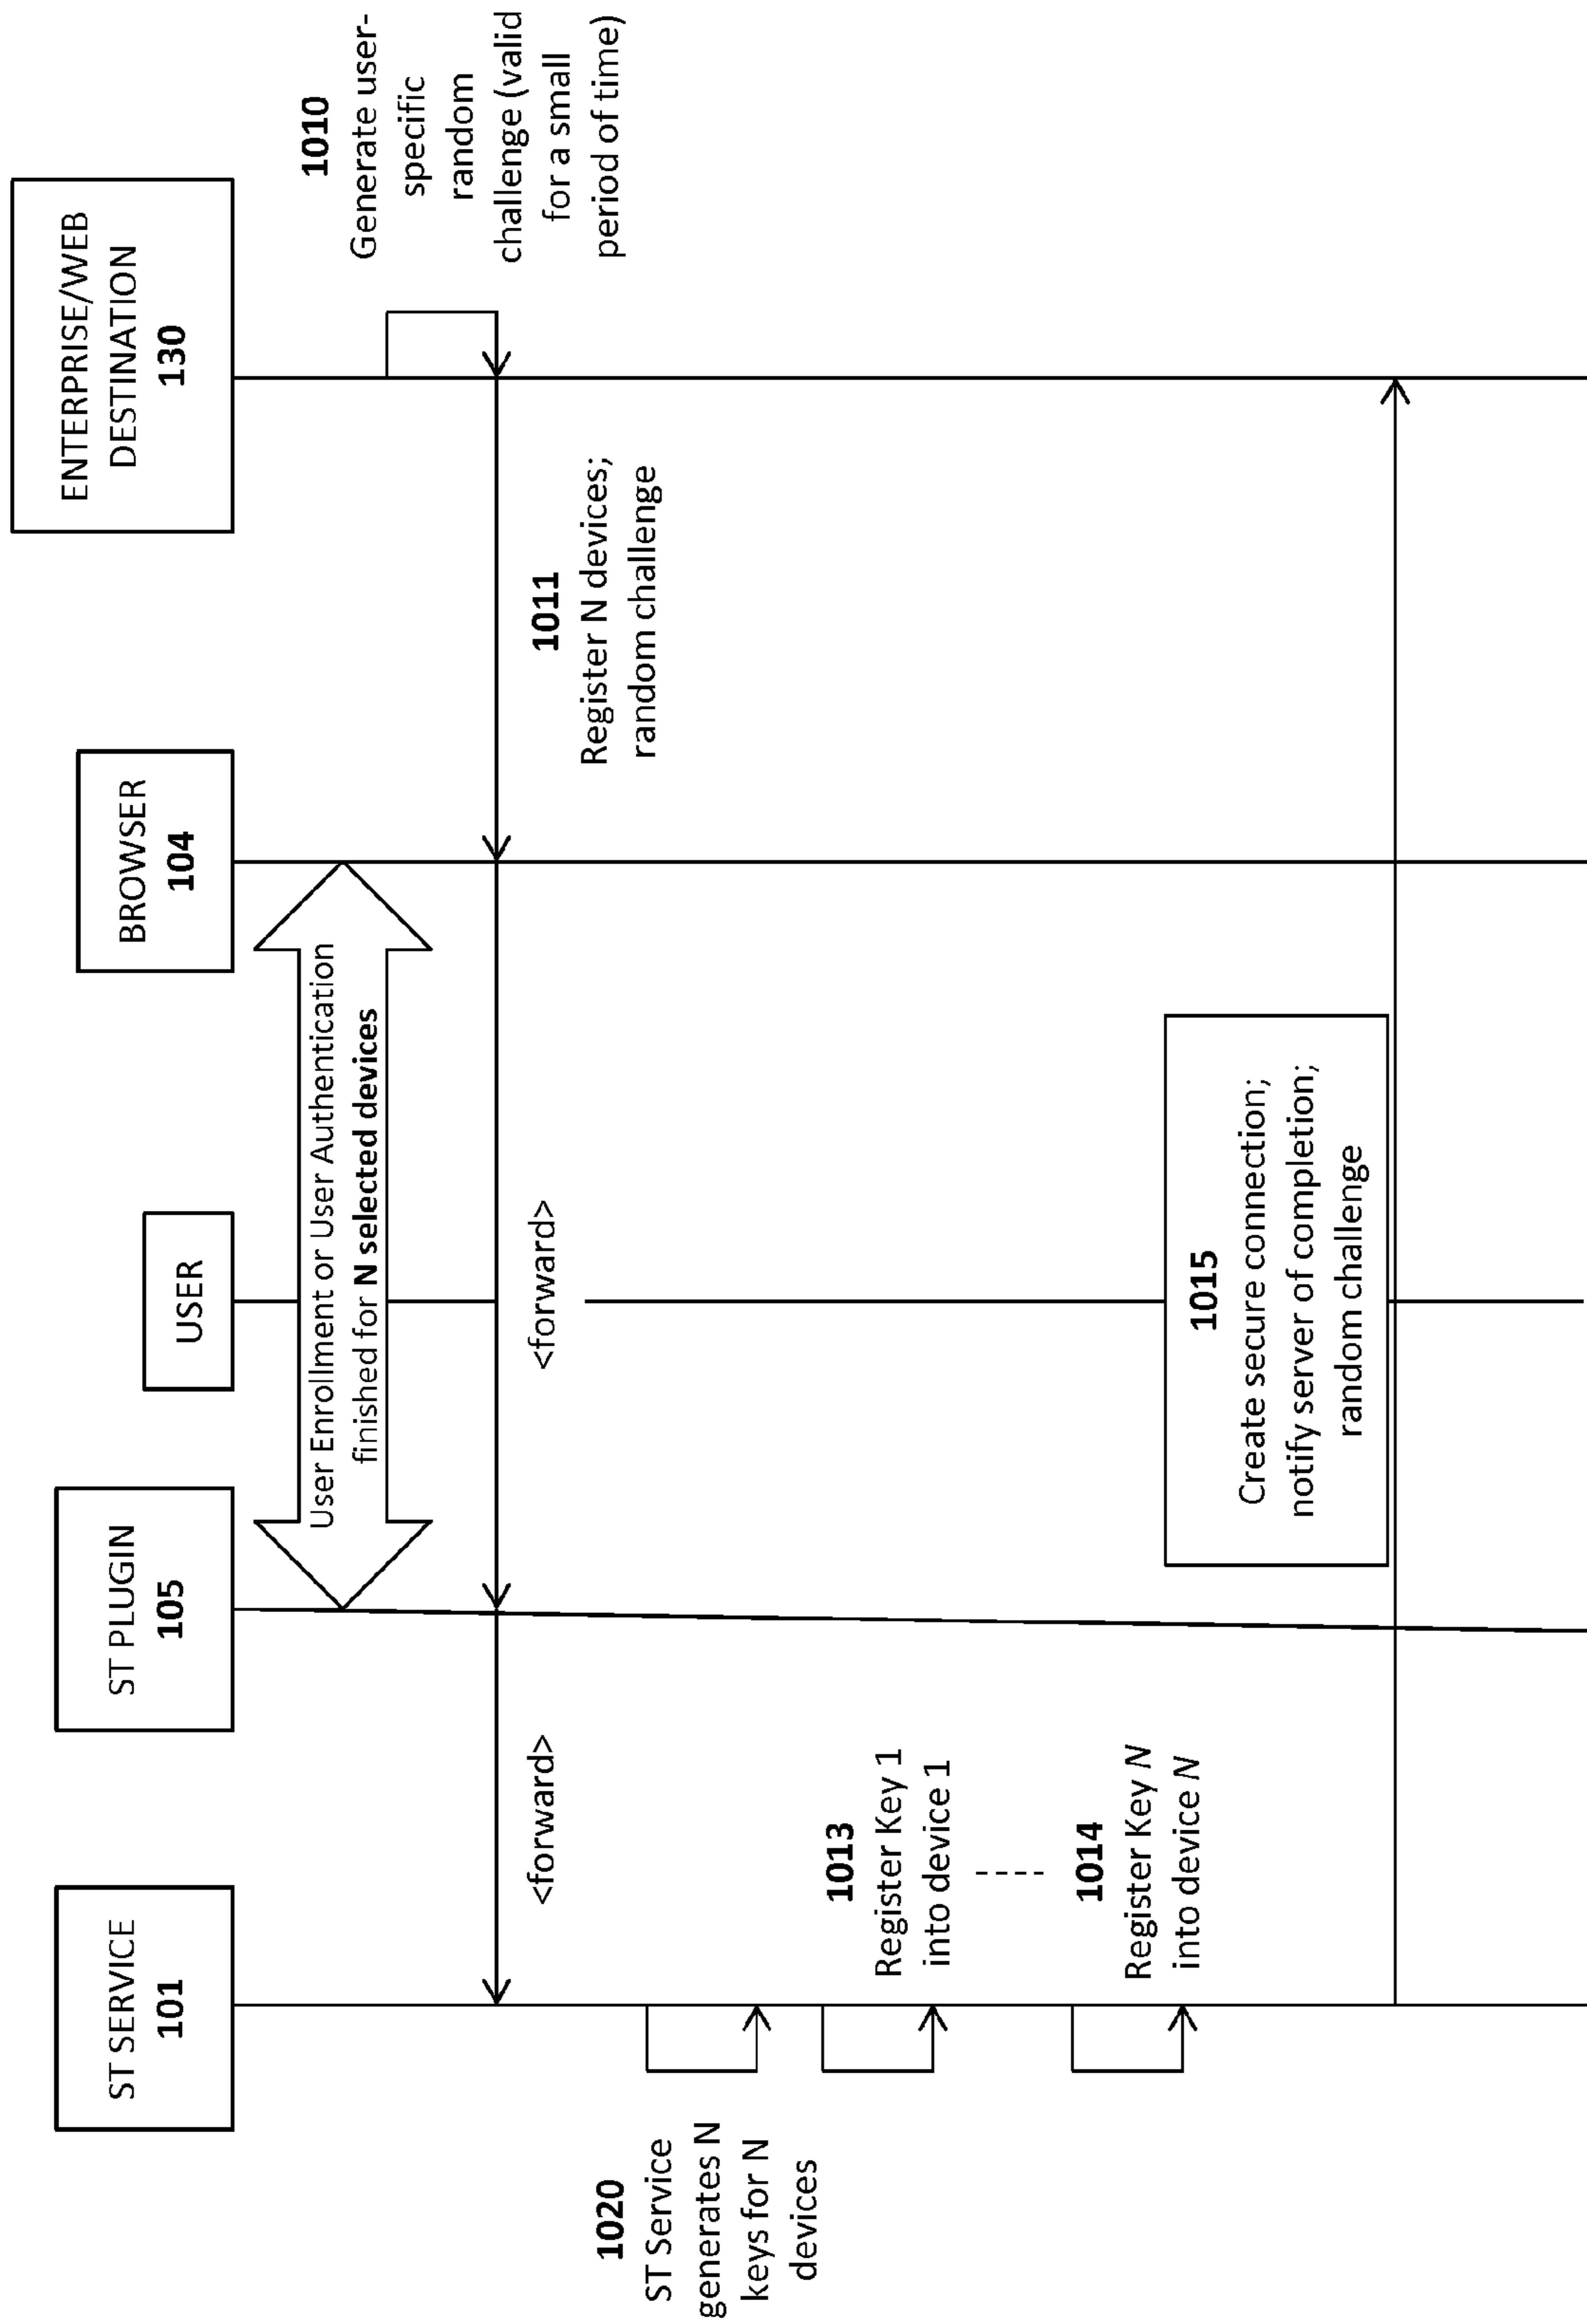 ST SERVICE
101
ST PLUGIN
105
USER
BROWSER
104
ENTERPRISE/WEB
DESTINATION
130
User Enrollment or User Authentication
finished for N selected devices
1010
Generate user-
specific
random
challenge (valid
for a small
period of time)
1011
Register N devices;
random challenge
<forward>
<forward>
1020
ST Service
generates N
keys for N
devices
1013
Register Key 1
into device 1
1014
Register Key N
into device N
1015
Create secure connection;
notify server of completion;
random challenge